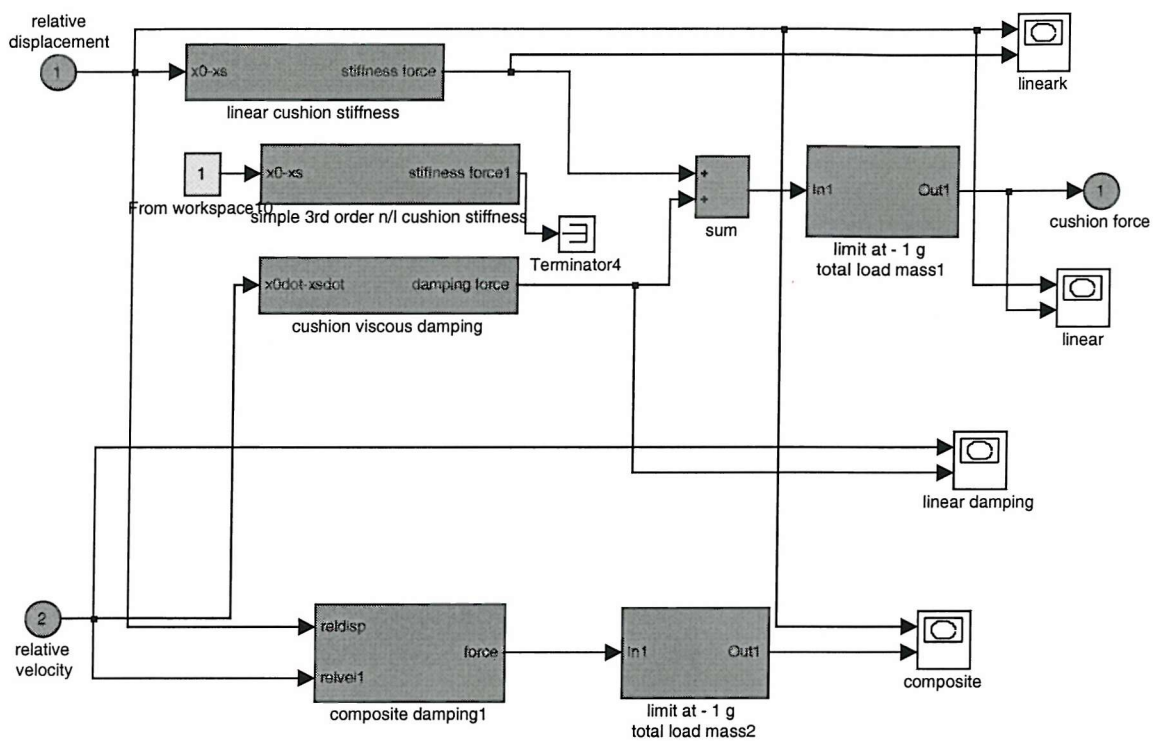 relative
displacement
1
x0-xs
stiffness force
linear cushion stiffness
lineark
1
From workspace10
x0-xs
stiffness force1
simple 3rd order n/l cushion stiffness
Terminator4
+
+
sum
In1
Out1
limit at - 1 g
total load mass1
1
cushion force
x0dot-xsdot
damping force
cushion viscous damping
linear
linear damping
2
relative
velocity
reldisp
relvel1
force
composite damping1
In1
Out1
limit at - 1 g
total load mass2
composite